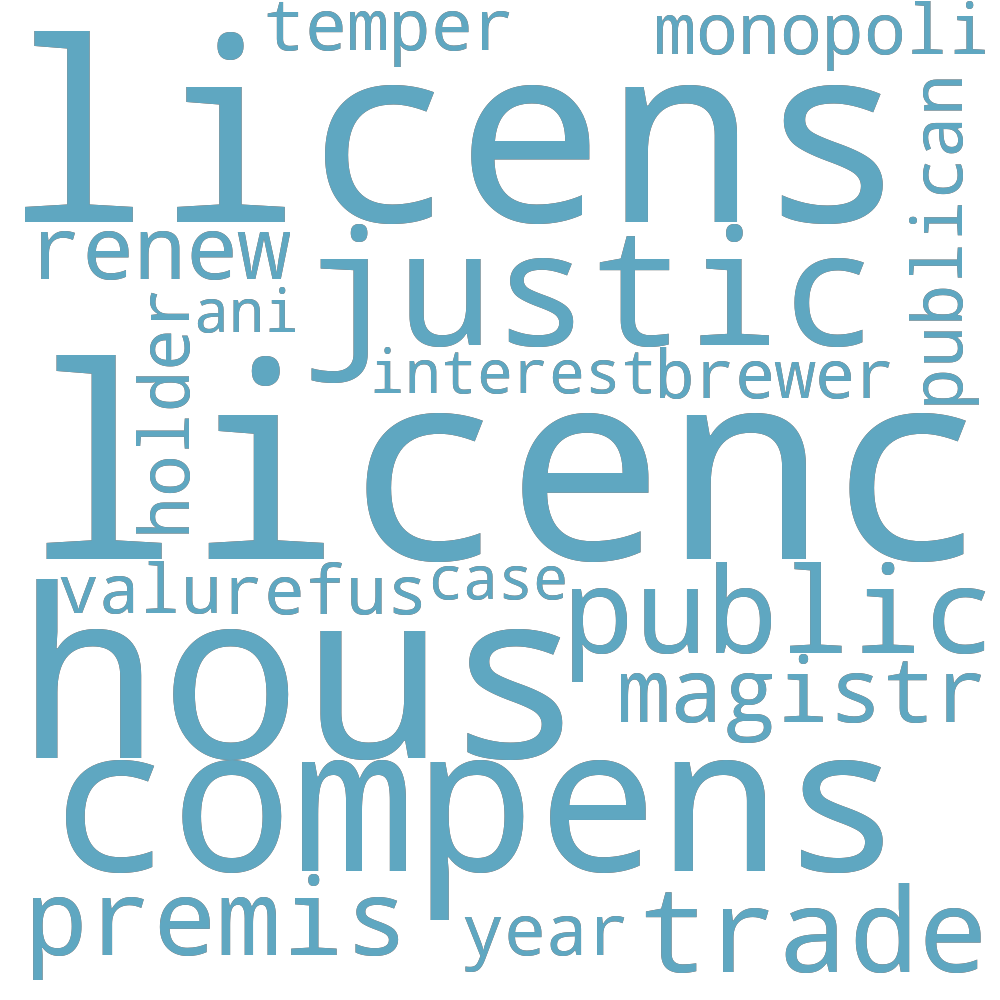 temper
monopoli
licens
publican
renew
justic
ani
holder
interest
brewer
licenc
valu
refus
case
public
hous
magistr
compens
premis
year
trade